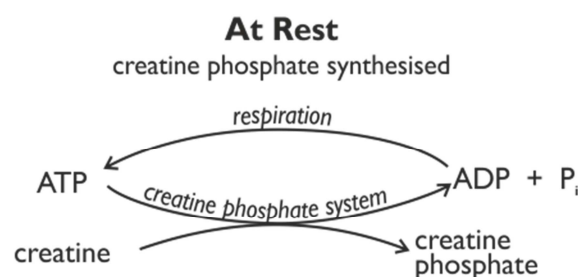 At Rest
creatine phosphate synthesised
respiration
ATP
ADP + Pi
creatine phosphate system
creatine
creatine
phosphate